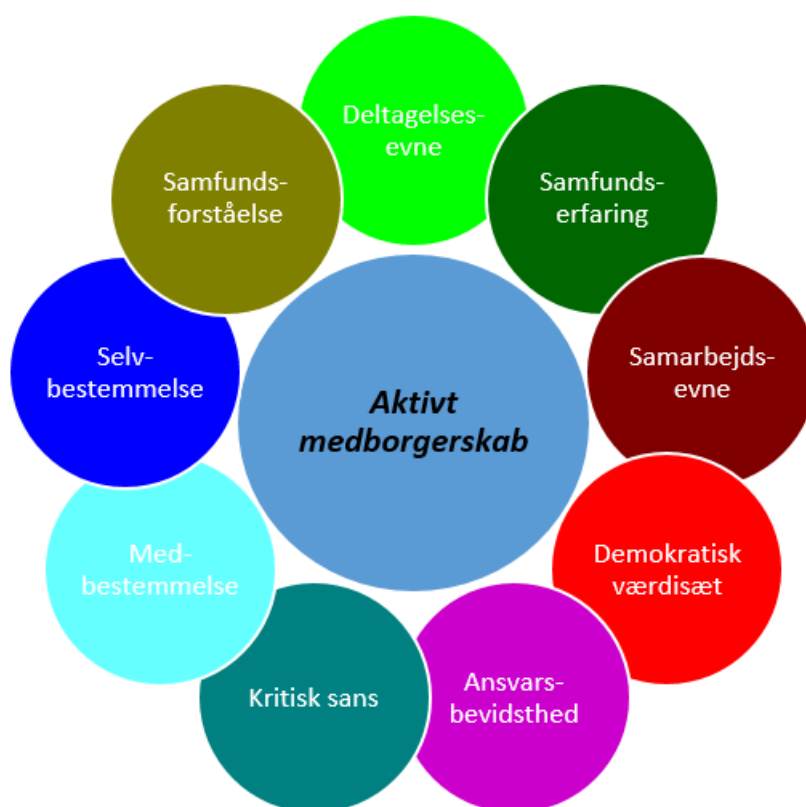 Deltagelses-
evne
Samfunds-
erfaring
Samarbejds-
evne
Demokratisk
værdisæt
Ansvars-
bevidsthed
Kritisk sans
Med-
bestemmelse
Selv-
bestemmelse
Samfunds-
forståelse
Aktivt
medborgerskab